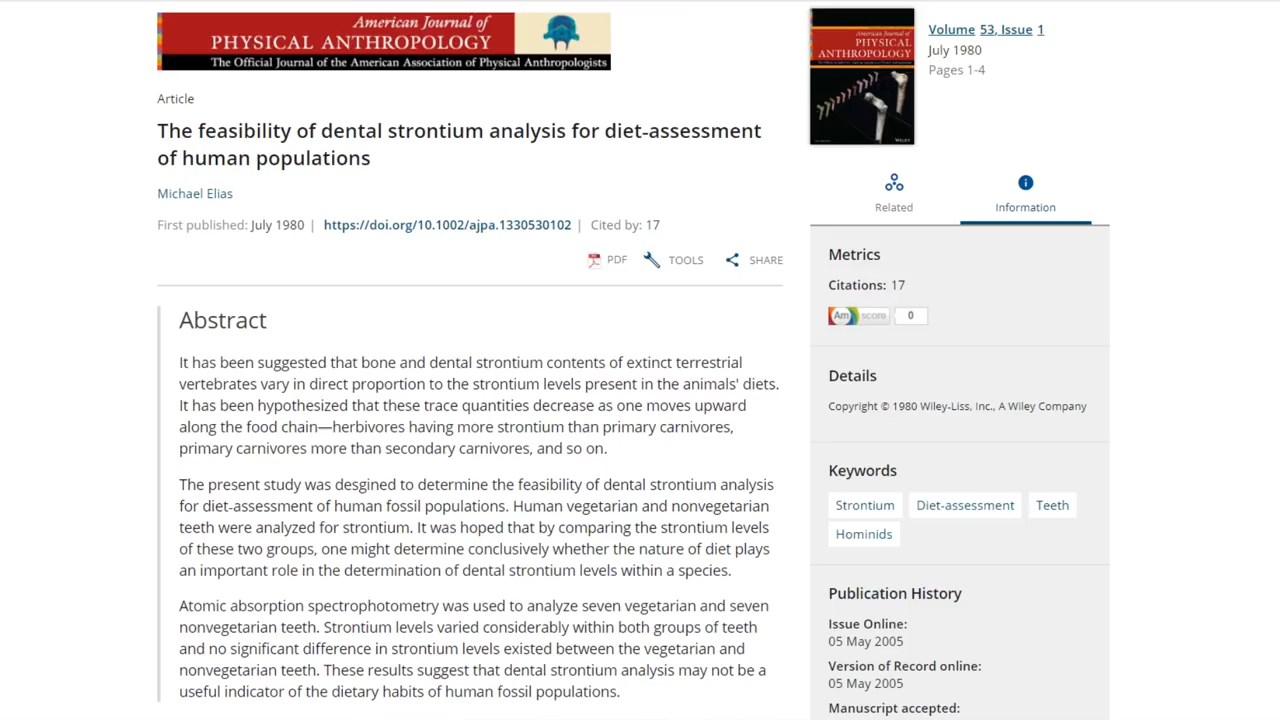 American Journal of
PHYSICAL ANTHROPOLOGY
The Official Journal of the American Association of Physical Anthropologists
Article
The feasibility of dental strontium analysis for diet-assessment
of human populations
Michael Elias
First published: July 1980 | https://doi.org/10.1002/ajpa.1330530102 | Cited by: 17
PDF TOOLS SHARE
Abstract
It has been suggested that bone and dental strontium contents of extinct terrestrial
vertebrates vary in direct proportion to the strontium levels present in the animals' diets.
It has been hypothesized that these trace quantities decrease as one moves upward
along the food chain—herbivores having more strontium than primary carnivores,
primary carnivores more than secondary carnivores, and so on.
The present study was desgined to determine the feasibility of dental strontium analysis
for diet-assessment of human fossil populations. Human vegetarian and nonvegetarian
teeth were analyzed for strontium. It was hoped that by comparing the strontium levels
of these two groups, one might determine conclusively whether the nature of diet plays
an important role in the determination of dental strontium levels within a species.
Atomic absorption spectrophotometry was used to analyze seven vegetarian and seven
nonvegetarian teeth. Strontium levels varied considerably within both groups of teeth
and no significant difference in strontium levels existed between the vegetarian and
nonvegetarian teeth. These results suggest that dental strontium analysis may not be a
useful indicator of the dietary habits of human fossil populations.
American Journal of
PHYSICAL
ANTHROPOLOGY
WILEY
Volume 53, Issue 1
July 1980
Pages 1-4
Related
Information
Metrics
Citations: 17
Am score 0
Details
Copyright © 1980 Wiley-Liss, Inc., A Wiley Company
Keywords
Strontium Diet-assessment Teeth
Hominids
Publication History
Issue Online:
05 May 2005
Version of Record online:
05 May 2005
Manuscript accepted: